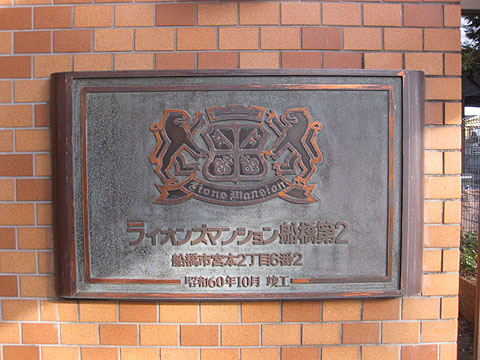 Lions Mansion
ライオンズマンション船橋第2
船橋市宮本2丁目6番2
昭和60年10月 竣工